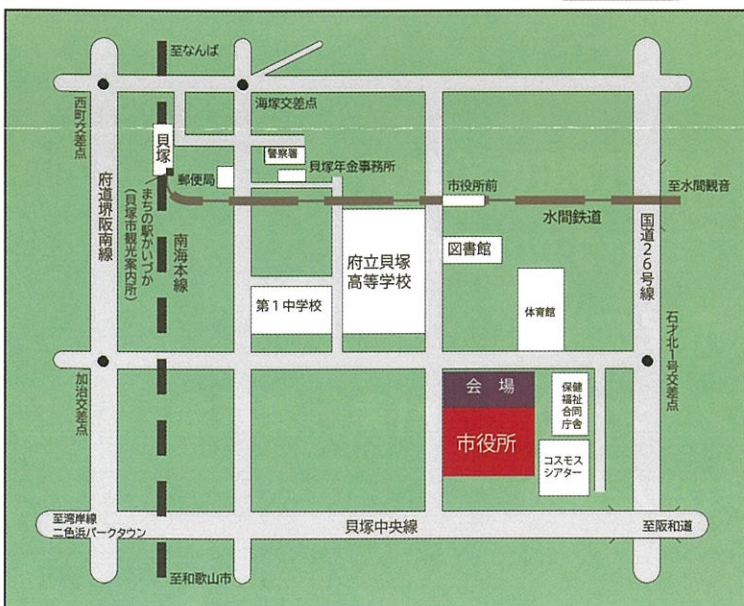 至なんば
西町交差点
海塚交差点
貝塚
警察署
貝塚年金事務所
郵便局
市役所前
至水間観音
水間鉄道
府道堺阪南線
まちの駅かいづか
(貝塚市観光案内所)
南海本線
国道26号線
図書館
府立貝塚
高等学校
第1中学校
体育館
石才北1号交差点
加治交差点
会場
市役所
保健
福祉
合同
庁舎
コスモス
シアター
至湾岸線
二色浜パークタウン
貝塚中央線
至阪和道
至和歌山市